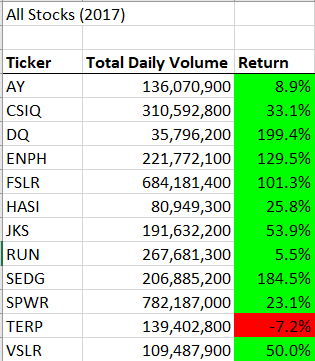 All Stocks (2017)
Ticker Total Daily Volume Return
AY 136,070,900 8.9%
CSIQ 310,592,800 33.1%
DQ 35,796,200 199.4%
ENPH 221,772,100 129.5%
FSLR 684,181,400 101.3%
HASI 80,949,300 25.8%
JKS 191,632,200 53.9%
RUN 267,681,300 5.5%
SEDG 206,885,200 184.5%
SPWR 782,187,000 23.1%
TERP 139,402,800 -7.2%
VSLR 109,487,900 50.0%